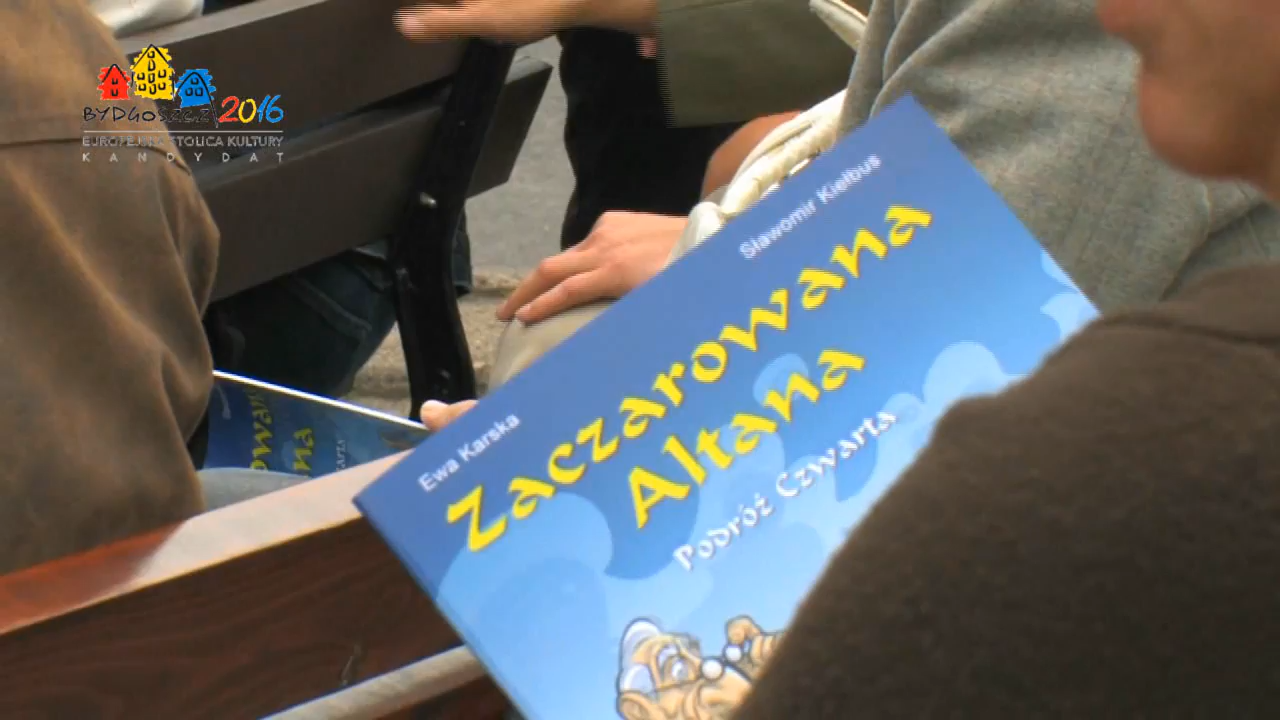 BYDGOSZCZ 2016
EUROPEJSKA STOLICA KULTURY
KANDYDAT
Ewa Karska
Sławomir Kiełbus
Zaczarowana
Altana
Podróż Czwarta